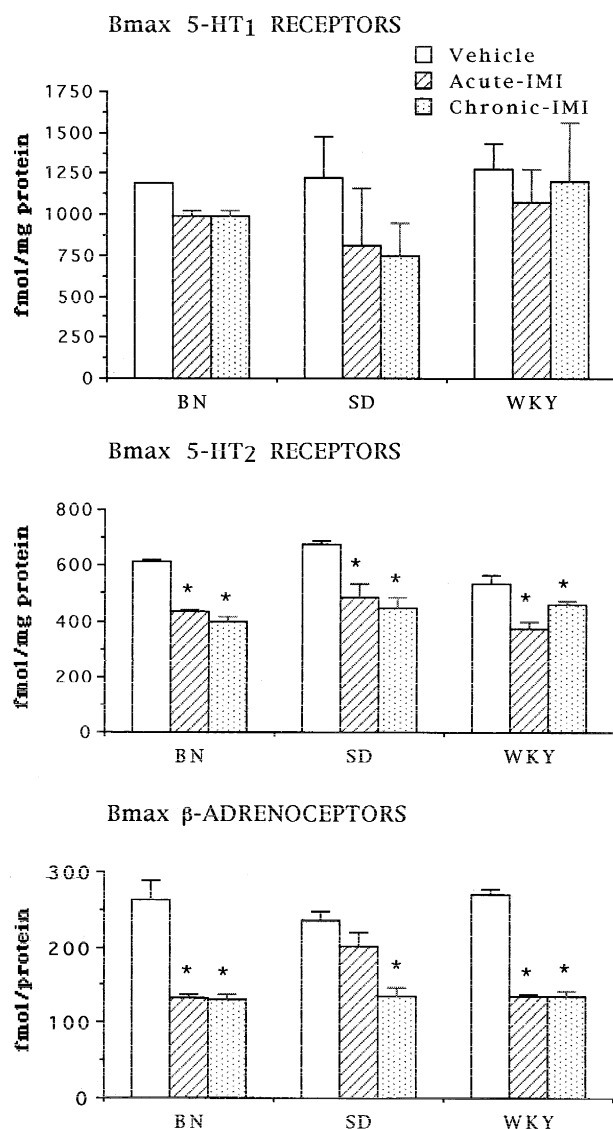 Bmax 5-HT1 RECEPTORS
Vehicle
Acute-IMI
Chronic-IMI
fmol/mg protein
1750
1500
1250
1000
750
500
250
0
BN SD WKY
Bmax 5-HT2 RECEPTORS
fmol/mg protein
800
600
400
200
0
* * * * * *
BN SD WKY
Bmax β-ADRENOCEPTORS
fmol/protein
300
200
100
0
* * * * *
BN SD WKY